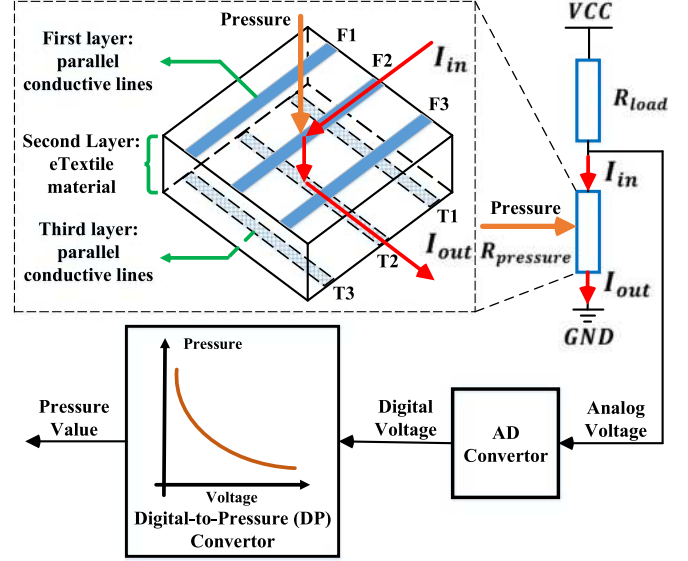 Pressure
First layer:
parallel
conductive lines
F1
F2
F3
I_in
Second Layer:
eTextile
material
Third layer:
parallel
conductive lines
T1
T2
T3
I_out
VCC
R_load
I_in
Pressure
R_pressure
I_out
GND
Pressure
Voltage
Digital-to-Pressure (DP)
Convertor
Pressure
Value
Digital
Voltage
AD
Convertor
Analog
Voltage